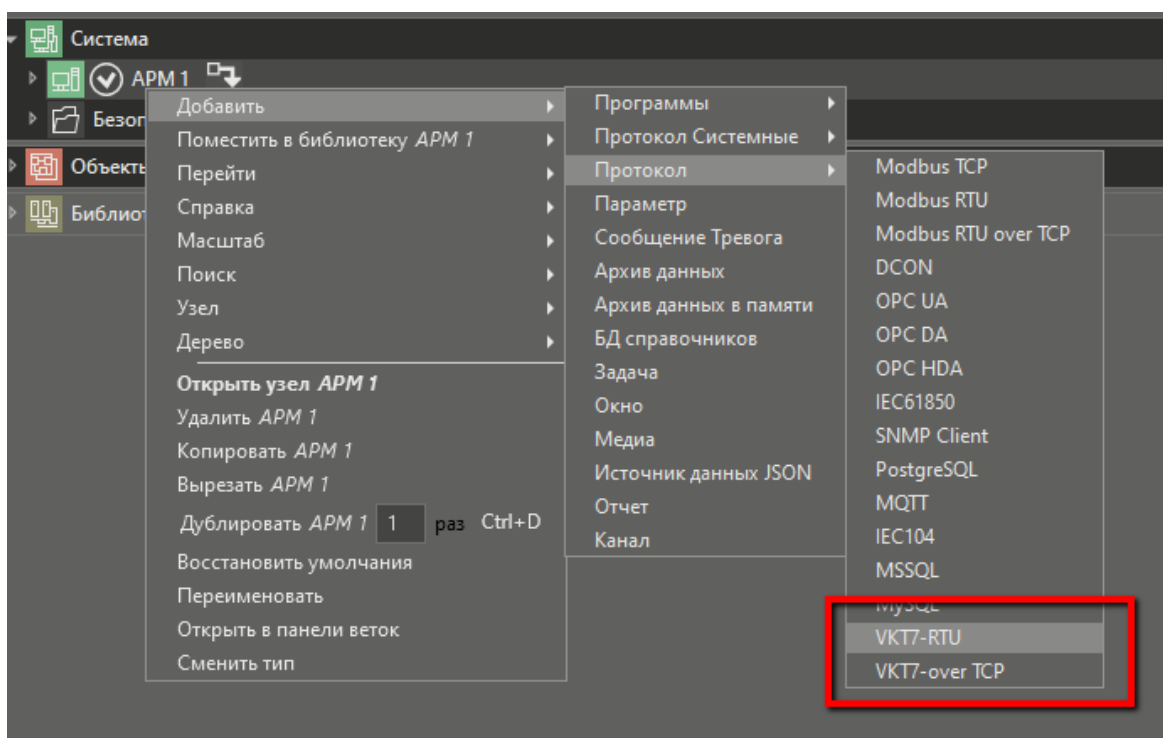 Система
АРМ 1
Безоп
Объекты
Библиот
Добавить
Поместить в библиотеку АРМ 1
Перейти
Справка
Масштаб
Поиск
Узел
Дерево
Открыть узел АРМ 1
Удалить АРМ 1
Копировать АРМ 1
Вырезать АРМ 1
Дублировать АРМ 1 1 раз Ctrl+D
Восстановить умолчания
Переименовать
Открыть в панели веток
Сменить тип
Программы
Протокол Системные
Протокол
Параметр
Сообщение Тревога
Архив данных
Архив данных в памяти
БД справочников
Задача
Окно
Медиа
Источник данных JSON
Отчет
Канал
Modbus TCP
Modbus RTU
Modbus RTU over TCP
DCON
OPC UA
OPC DA
OPC HDA
IEC61850
SNMP Client
PostgreSQL
MQTT
IEC104
MSSQL
MySQL
VKT7-RTU
VKT7-over TCP